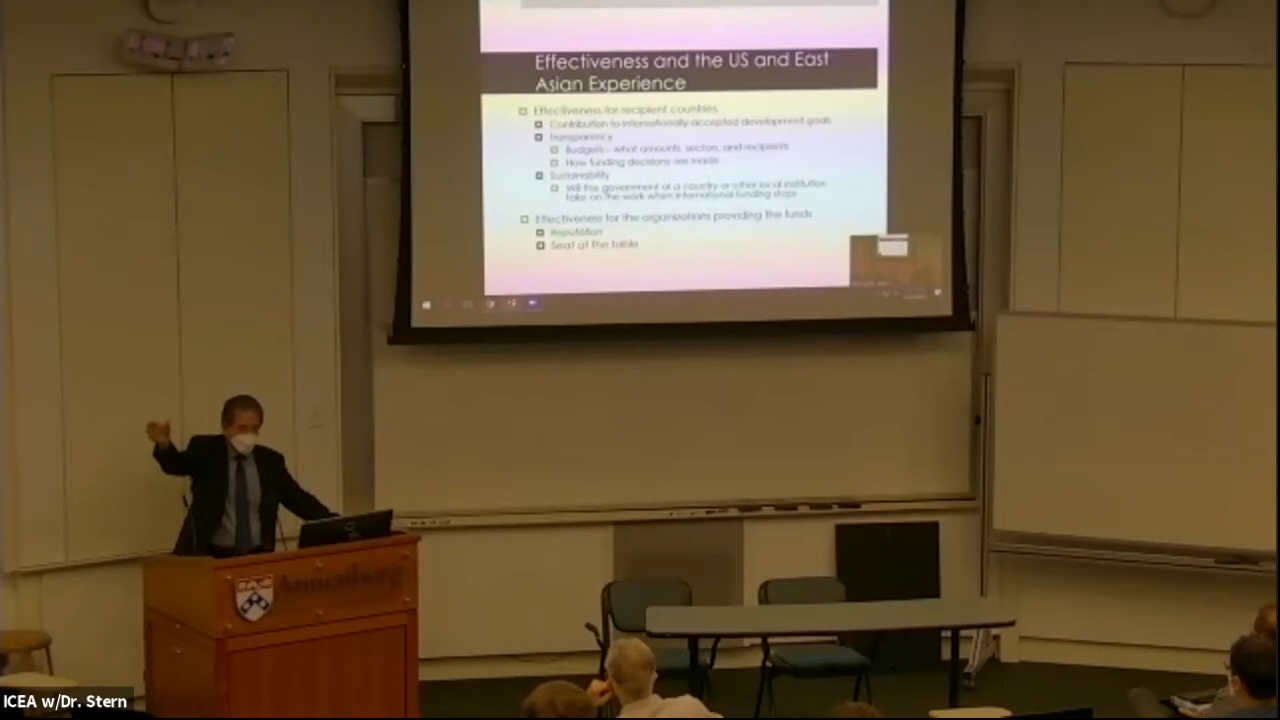 Effectiveness and the US and East
Asian Experience
Effectiveness for recipient countries
Contribution to internationally accepted development goals
Transparency
Budgets - what amounts, sectors, and recipients
How funding decisions are made
Sustainability
Will the government of a country or other local institution
take on the work when international funding stops
Effectiveness for the organizations providing the funds
Reputation
Seat at the table
Annenberg
ICEA w/Dr. Stern